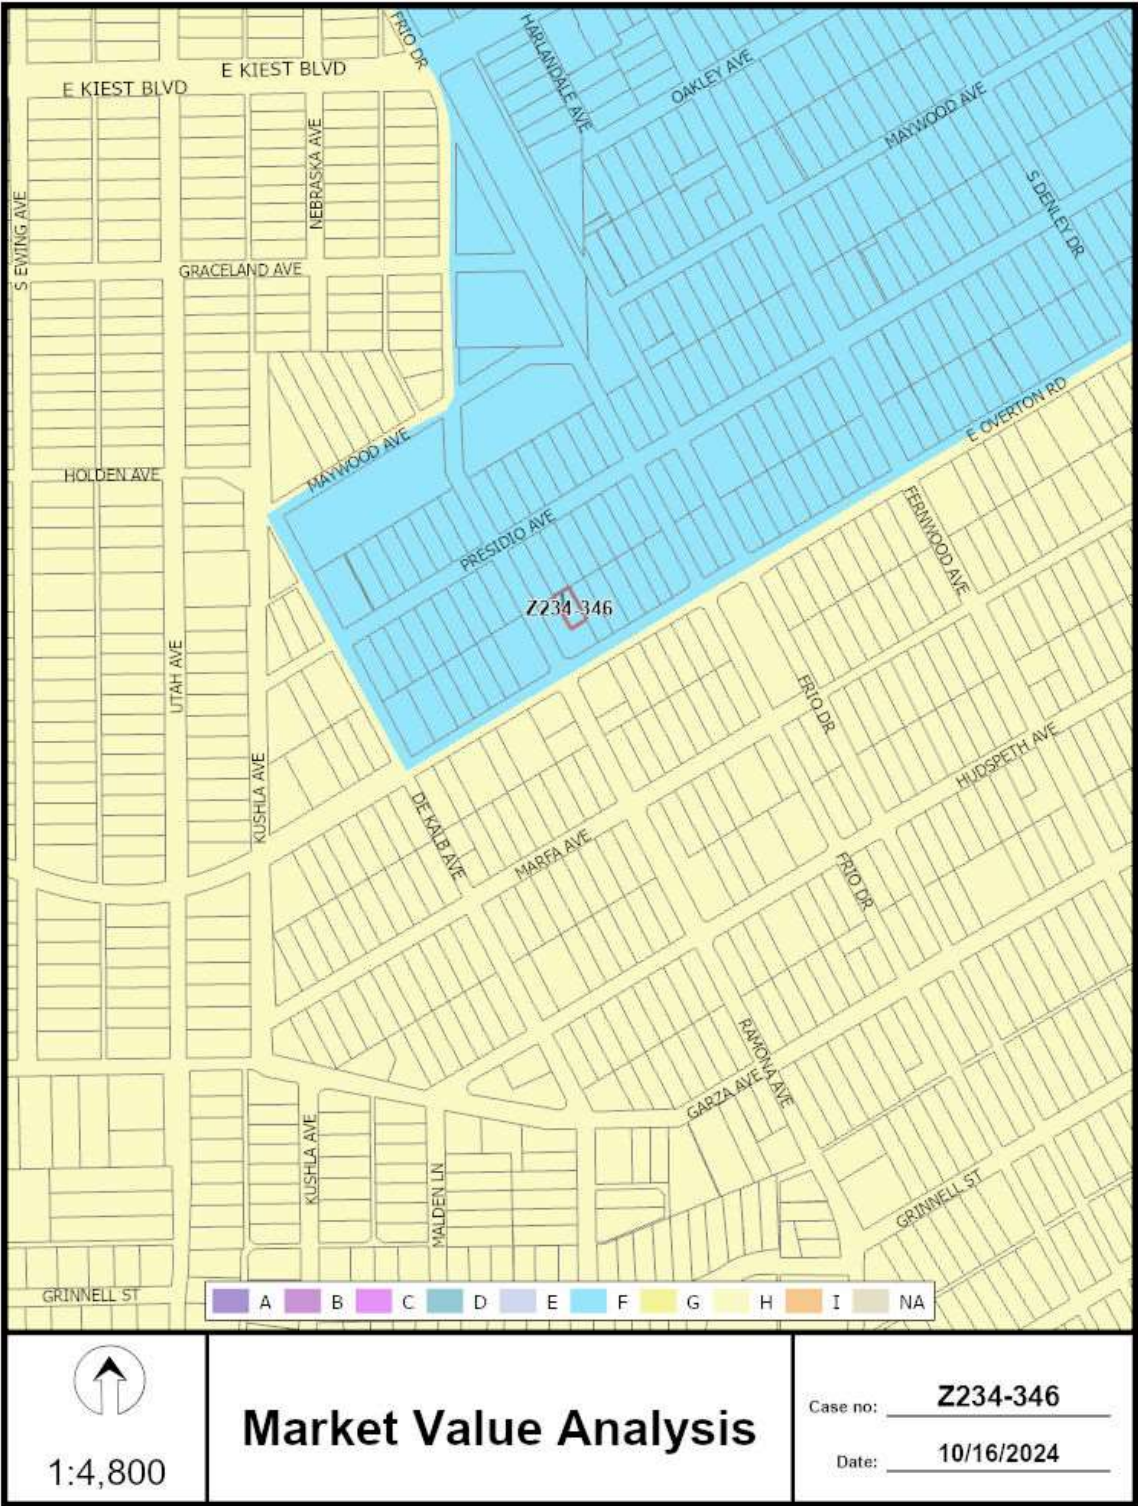 FRIO DR
HARLANDALE AVE
OAKLEY AVE
E KIEST BLVD
E KIEST BLVD
MAYWOOD AVE
NEBRASKA AVE
S DENLEY DR
S EWING AVE
GRACELAND AVE
E OVERTON RD
MAYWOOD AVE
HOLDEN AVE
FERNWOOD AVE
PRESIDIO AVE
Z234-346
UTAH AVE
FRIO DR
HUDSPETH AVE
KUSHLA AVE
DE KALB AVE
MARFA AVE
FRIO DR
RAMONA AVE
GARZA AVE
KUSHLA AVE
MALDEN LN
GRINNELL ST
GRINNELL ST
A B C D E F G H I NA
1:4,800
Market Value Analysis
Case no: Z234-346
Date: 10/16/2024